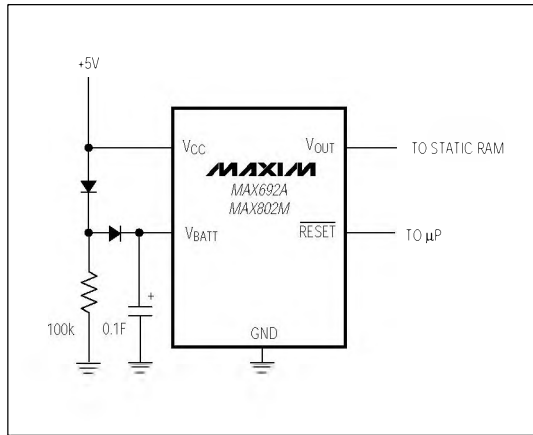 +5V
VCC
VOUT
TO STATIC RAM
MAXIM
MAX692A
MAX802M
VBATT
RESET
TO μP
+
100k
0.1F
GND